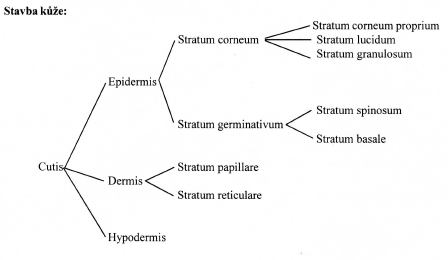 Stavba kůže:
Stratum corneum proprium
Stratum corneum
Stratum lucidum
Stratum granulosum
Epidermis
Stratum spinosum
Stratum germinativum
Stratum basale
Cutis
Stratum papillare
Dermis
Stratum reticulare
Hypodermis